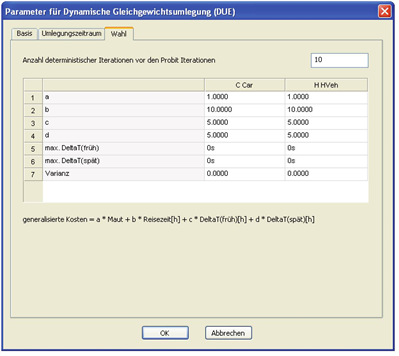 Parameter für Dynamische Gleichgewichtsumlegung (DUE)
Basis Umlegungszeitraum Wahl
Anzahl deterministischer Iterationen vor den Probit Iterationen 10
C Car H HVeh
1 a 1.0000 1.0000
2 b 10.0000 10.0000
3 c 5.0000 5.0000
4 d 5.0000 5.0000
5 max. DeltaT(früh) 0s 0s
6 max. DeltaT(spät) 0s 0s
7 Varianz 0.0000 0.0000
generalisierte Kosten = a * Maut + b * Reisezeit[h] + c * DeltaT(früh)[h] + d * DeltaT(spät)[h]
OK Abbrechen